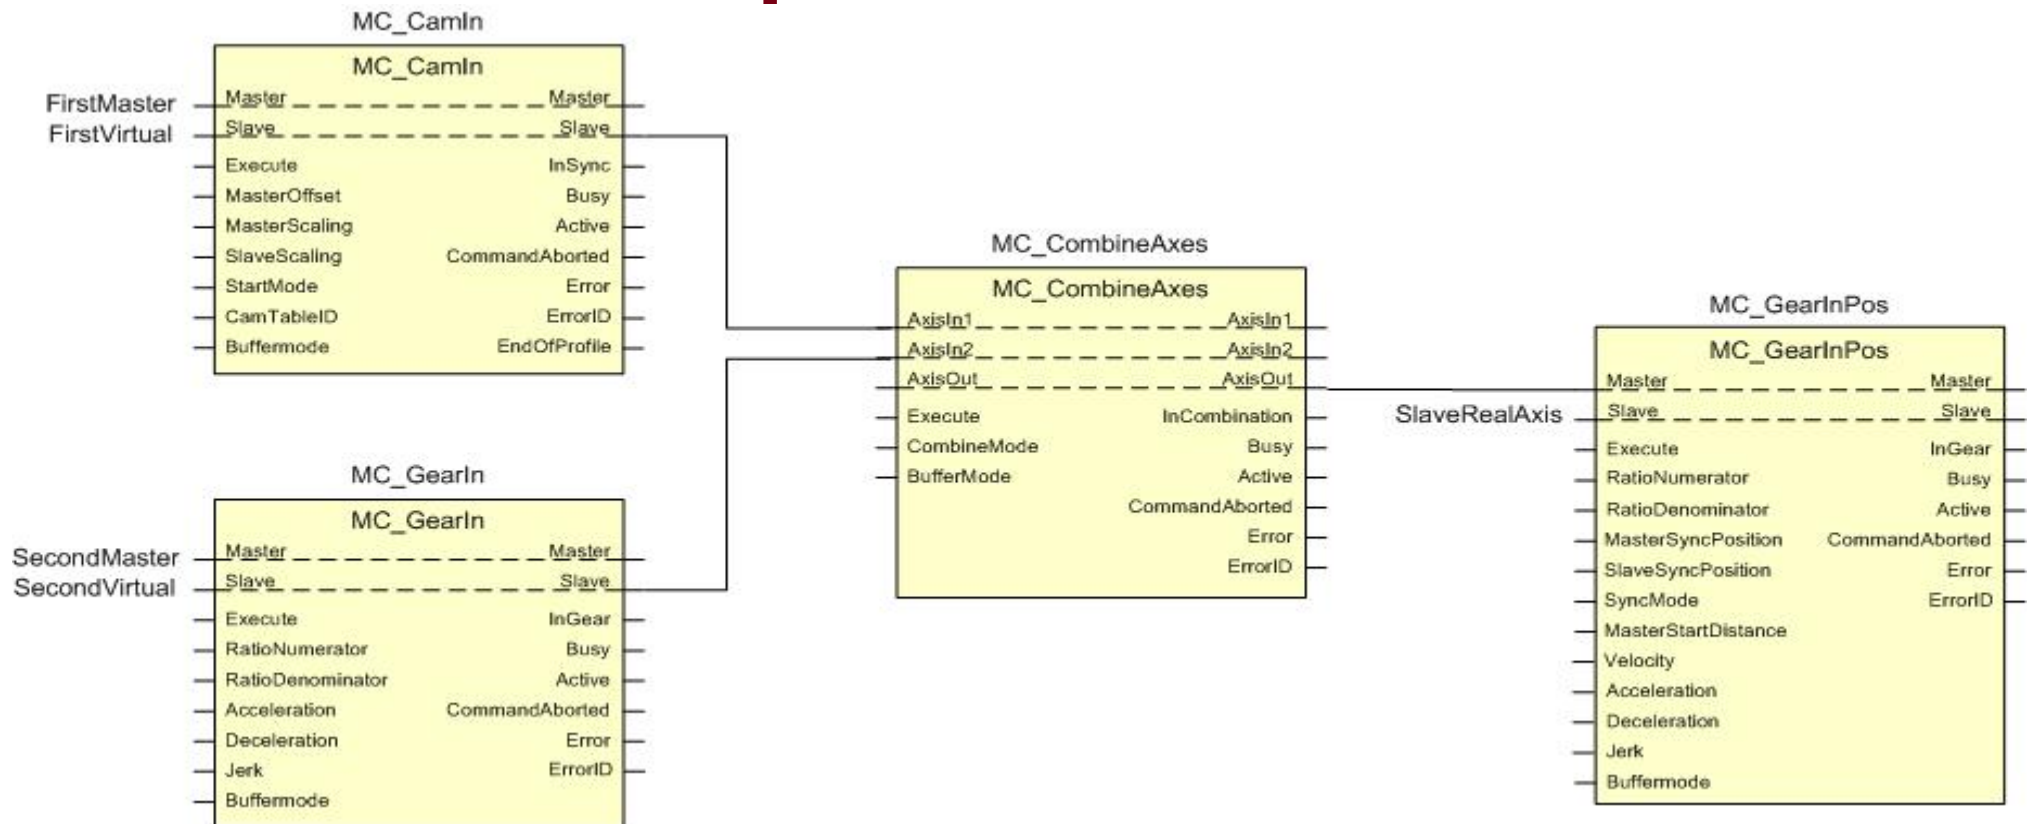 MC_CamIn
MC_CamIn
FirstMaster
Master Master
FirstVirtual
Slave Slave
Execute InSync
MasterOffset Busy
MasterScaling Active
SlaveScaling CommandAborted
StartMode Error
CamTableID ErrorID
Buffermode EndOfProfile
MC_GearIn
MC_GearIn
SecondMaster
Master Master
SecondVirtual
Slave Slave
Execute InGear
RatioNumerator Busy
RatioDenominator Active
Acceleration CommandAborted
Deceleration Error
Jerk ErrorID
Buffermode
MC_CombineAxes
MC_CombineAxes
AxisIn1 AxisIn1
AxisIn2 AxisIn2
AxisOut AxisOut
Execute InCombination
CombineMode Busy
BufferMode Active
CommandAborted
Error
ErrorID
MC_GearInPos
MC_GearInPos
Master Master
SlaveRealAxis
Slave Slave
Execute InGear
RatioNumerator Busy
RatioDenominator Active
MasterSyncPosition CommandAborted
SlaveSyncPosition Error
SyncMode ErrorID
MasterStartDistance
Velocity
Acceleration
Deceleration
Jerk
Buffermode